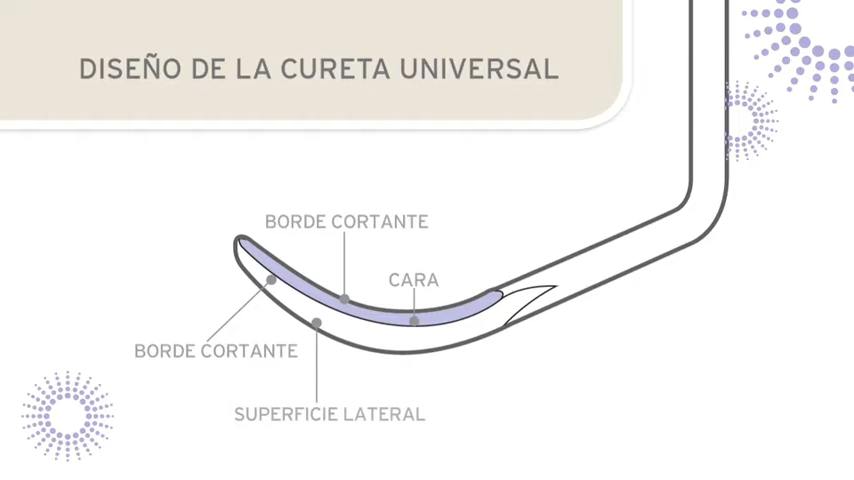 DISEÑO DE LA CURETA UNIVERSAL
BORDE CORTANTE
CARA
BORDE CORTANTE
SUPERFICIE LATERAL